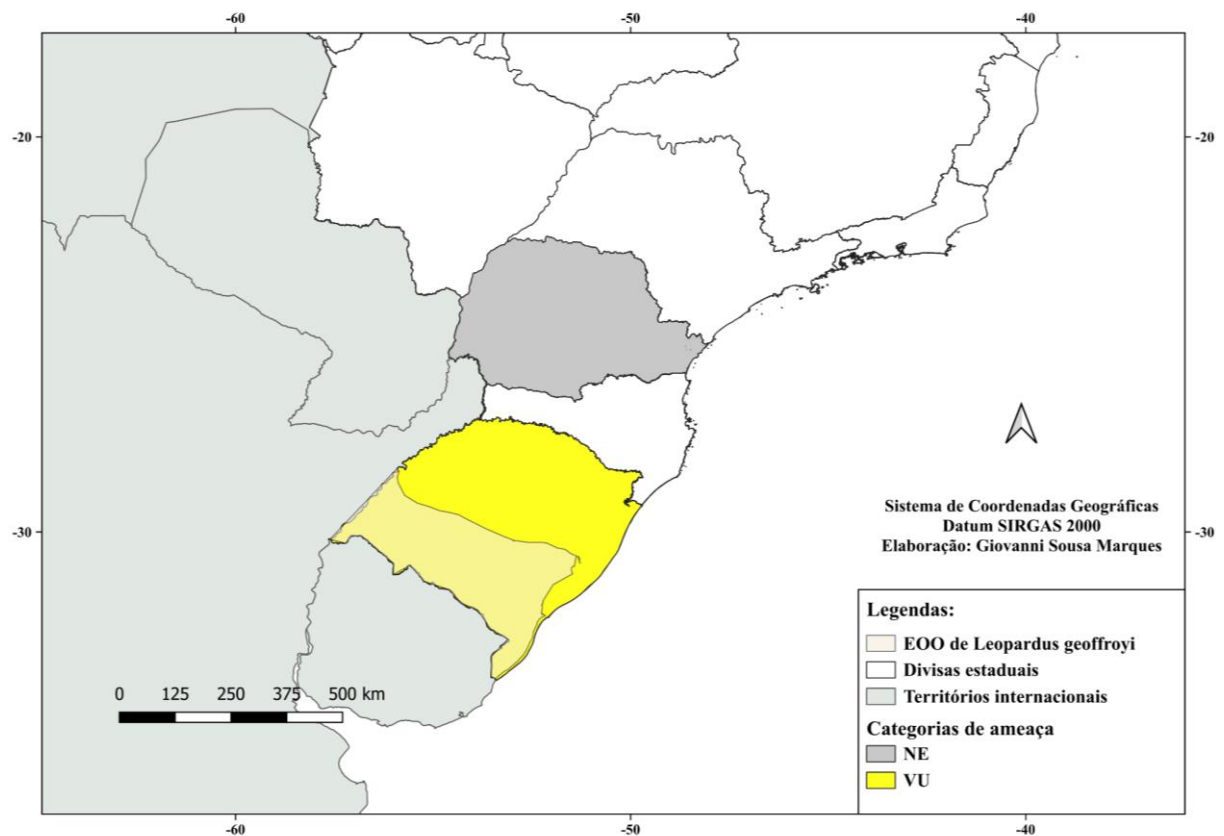 -60 -50 -40
-20 -20
-30 -30
Sistema de Coordenadas Geográficas
Datum SIRGAS 2000
Elaboração: Giovanni Sousa Marques
Legendas:
EOO de Leopardus geoffroyi
Divisas estaduais
Territórios internacionais
Categorias de ameaça
NE
VU
0 125 250 375 500 km
-60 -50 -40